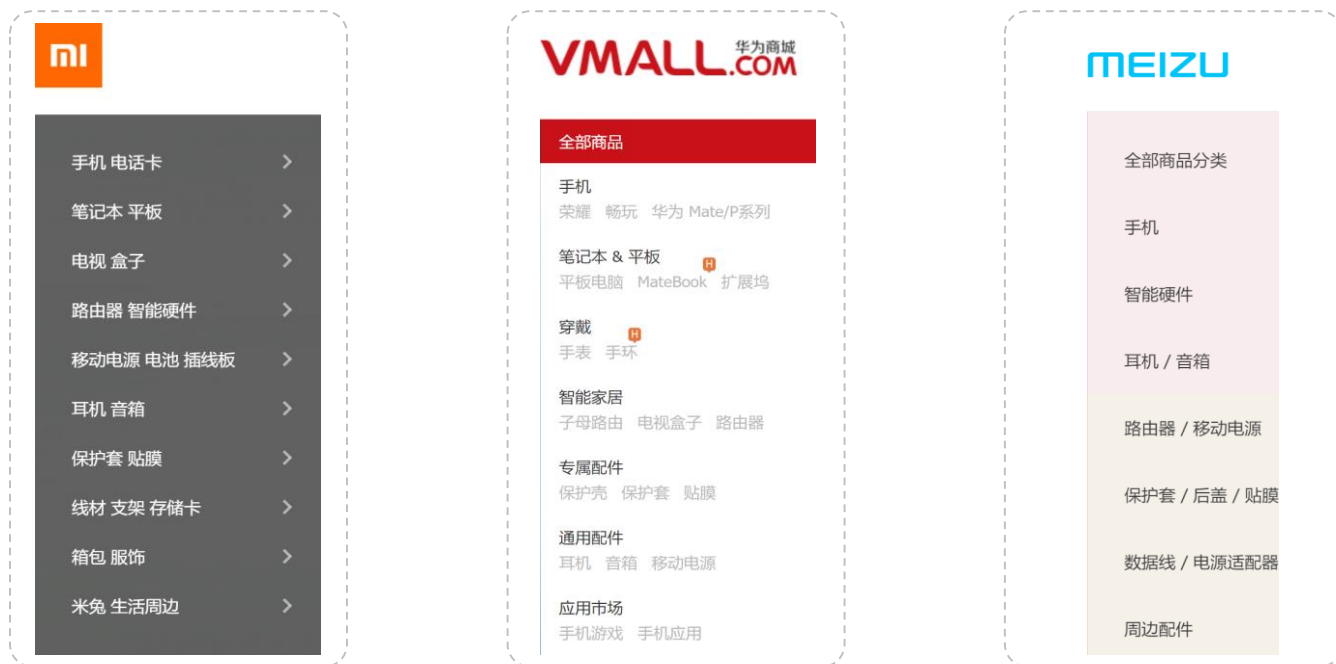 mi
手机 电话卡
笔记本 平板
电视 盒子
路由器 智能硬件
移动电源 电池 插线板
耳机 音箱
保护套 贴膜
线材 支架 存储卡
箱包 服饰
米兔 生活周边
VMALL.COM 华为商城
全部商品
手机
荣耀 畅玩 华为 Mate/P系列
笔记本 & 平板
H
平板电脑 MateBook 扩展坞
穿戴
H
手表 手环
智能家居
子母路由 电视盒子 路由器
专属配件
保护壳 保护套 贴膜
通用配件
耳机 音箱 移动电源
应用市场
手机游戏 手机应用
MEIZU
全部商品分类
手机
智能硬件
耳机 / 音箱
路由器 / 移动电源
保护套 / 后盖 / 贴膜
数据线 / 电源适配器
周边配件